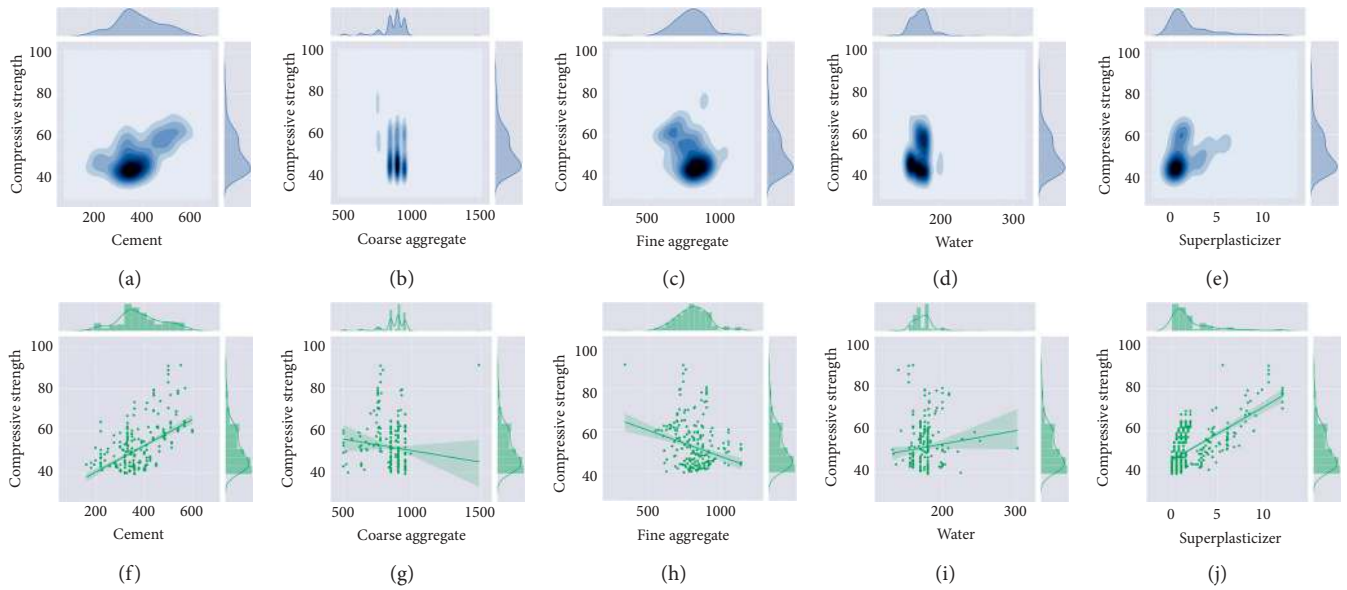 100
80
60
40
Compressive strength
200 400 600
Cement
(a)
100
80
60
40
Compressive strength
500 1000 1500
Coarse aggregate
(b)
100
80
60
40
Compressive strength
500 1000
Fine aggregate
(c)
100
80
60
40
Compressive strength
200 300
Water
(d)
100
80
60
40
Compressive strength
0 5 10
Superplasticizer
(e)
100
80
60
40
Compressive strength
200 400 600
Cement
(f)
100
80
60
40
Compressive strength
500 1000 1500
Coarse aggregate
(g)
100
80
60
40
Compressive strength
500 1000
Fine aggregate
(h)
100
80
60
40
Compressive strength
200 300
Water
(i)
100
80
60
40
Compressive strength
0 5 10
Superplasticizer
(j)